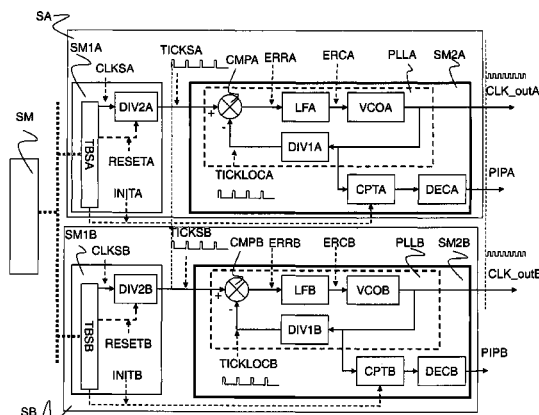 SA
SM1A
TICKSA
CMPA
ERRA
ERCA
PLLA
SM2A
CLKSA
CLK_outA
SM
DIV2A
+
LFA
VCOA
-
TBSA
DIV1A
RESETA
TICKLOCA
CPTA
DECA
PIPA
INITA
SM1B
TICKSB
CMPB
ERRB
ERCB
PLLB
SM2B
CLKSB
CLK_outB
DIV2B
+
LFB
VCOB
-
TBSB
DIV1B
RESETB
TICKLOCB
CPTB
DECB
PIPB
INITB
SB